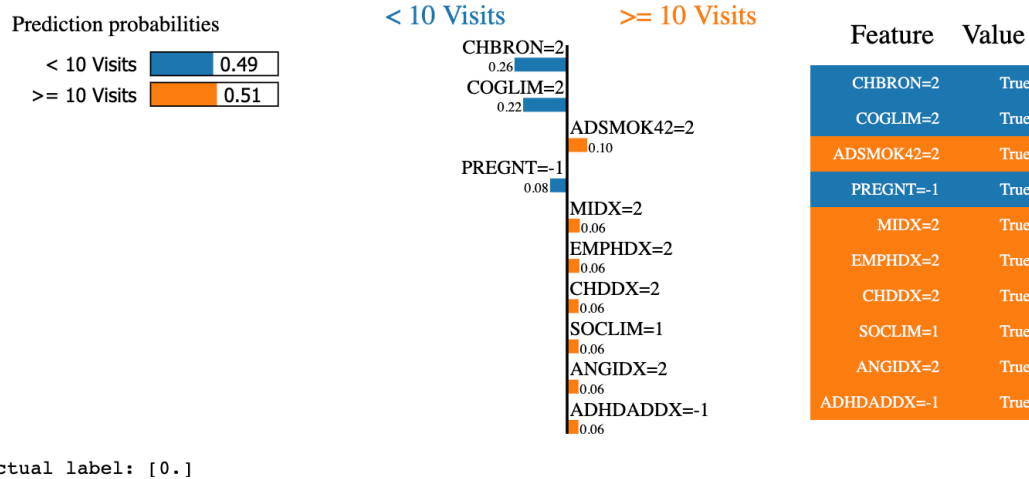 Prediction probabilities
< 10 Visits 0.49
>= 10 Visits 0.51
< 10 Visits >= 10 Visits
CHBRON=2
0.26
COGLIM=2
0.22
ADSMOK42=2
0.10
PREGNT=-1
0.08
MIDX=2
0.06
EMPHDX=2
0.06
CHDDX=2
0.06
SOCLIM=1
0.06
ANGIDX=2
0.06
ADHDADDX=-1
0.06
Feature Value
CHBRON=2 True
COGLIM=2 True
ADSMOK42=2 True
PREGNT=-1 True
MIDX=2 True
EMPHDX=2 True
CHDDX=2 True
SOCLIM=1 True
ANGIDX=2 True
ADHDADDX=-1 True
ctual label: [0.]